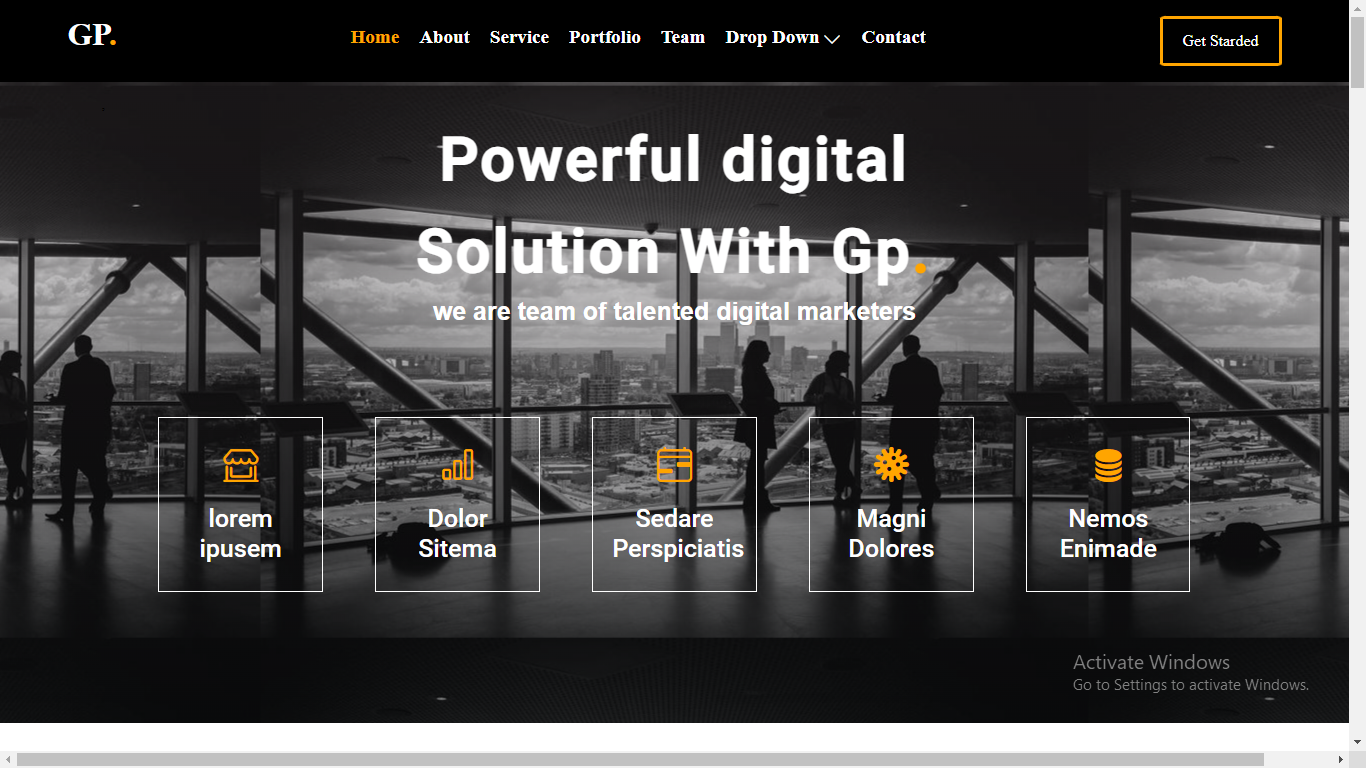 GP.
Home About Service Portfolio Team Drop Down Contact
Get Starded
Powerful digital
Solution With Gp.
we are team of talented digital marketers
lorem
ipusem
Dolor
Sitema
Sedare
Perspiciatis
Magni
Dolores
Nemos
Enimade
Activate Windows
Go to Settings to activate Windows.